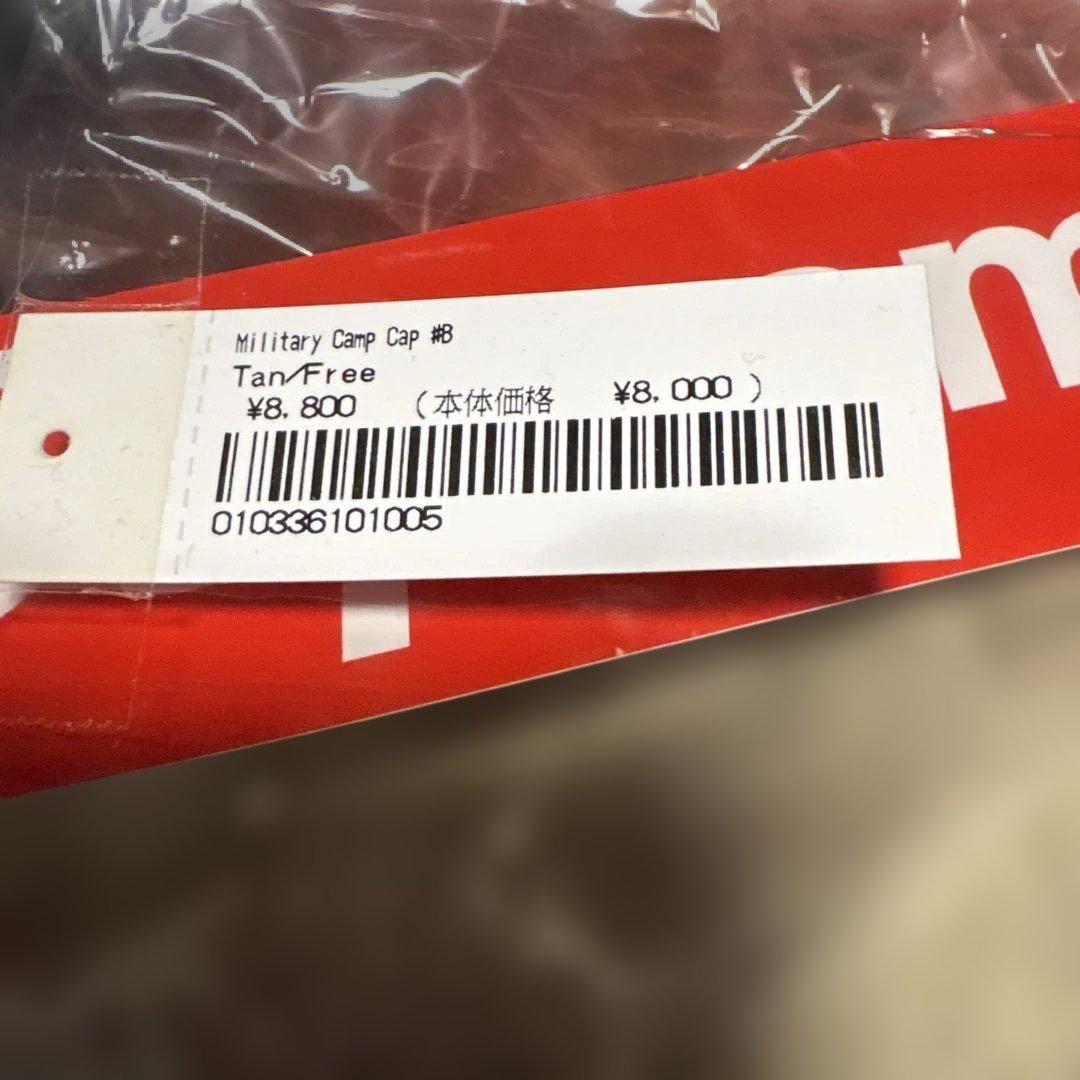 Military Camp Cap #B
Tan/Free
¥8,800 (本体価格 ¥8,000 )
010336101005
m